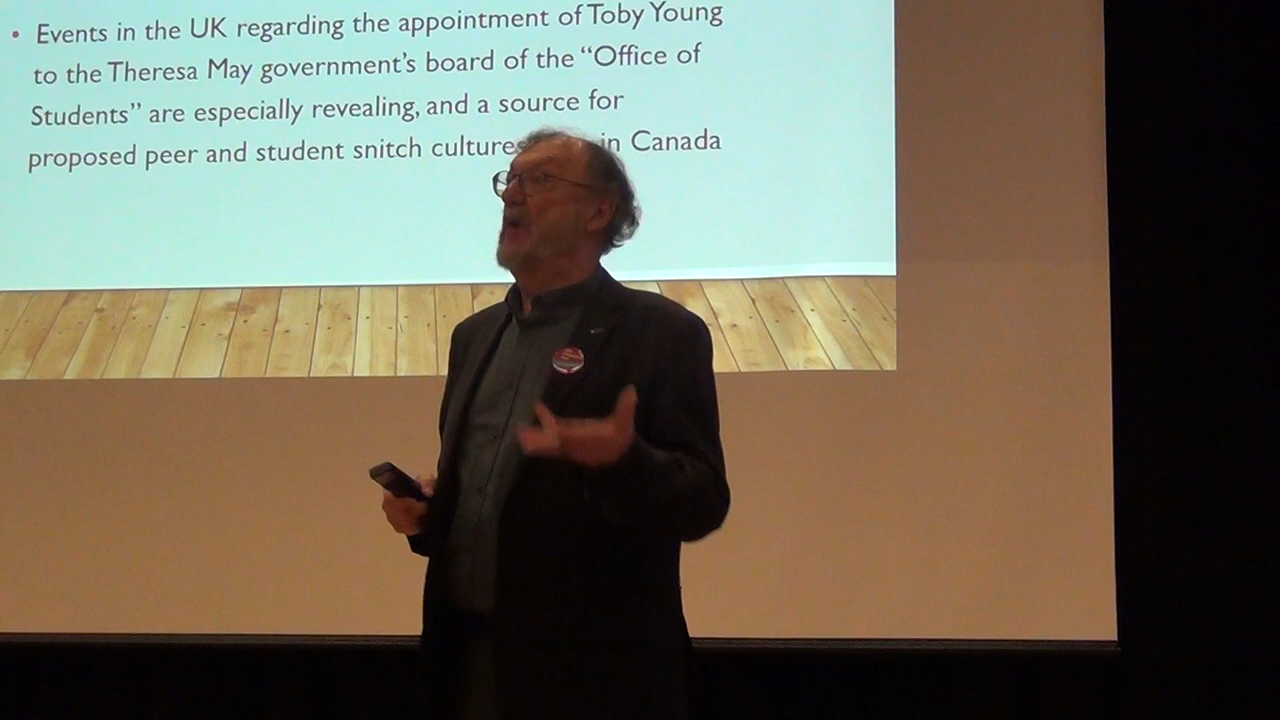 • Events in the UK regarding the appointment of Toby Young
to the Theresa May government's board of the "Office of
Students" are especially revealing, and a source for
proposed peer and student snitch cultures in Canada